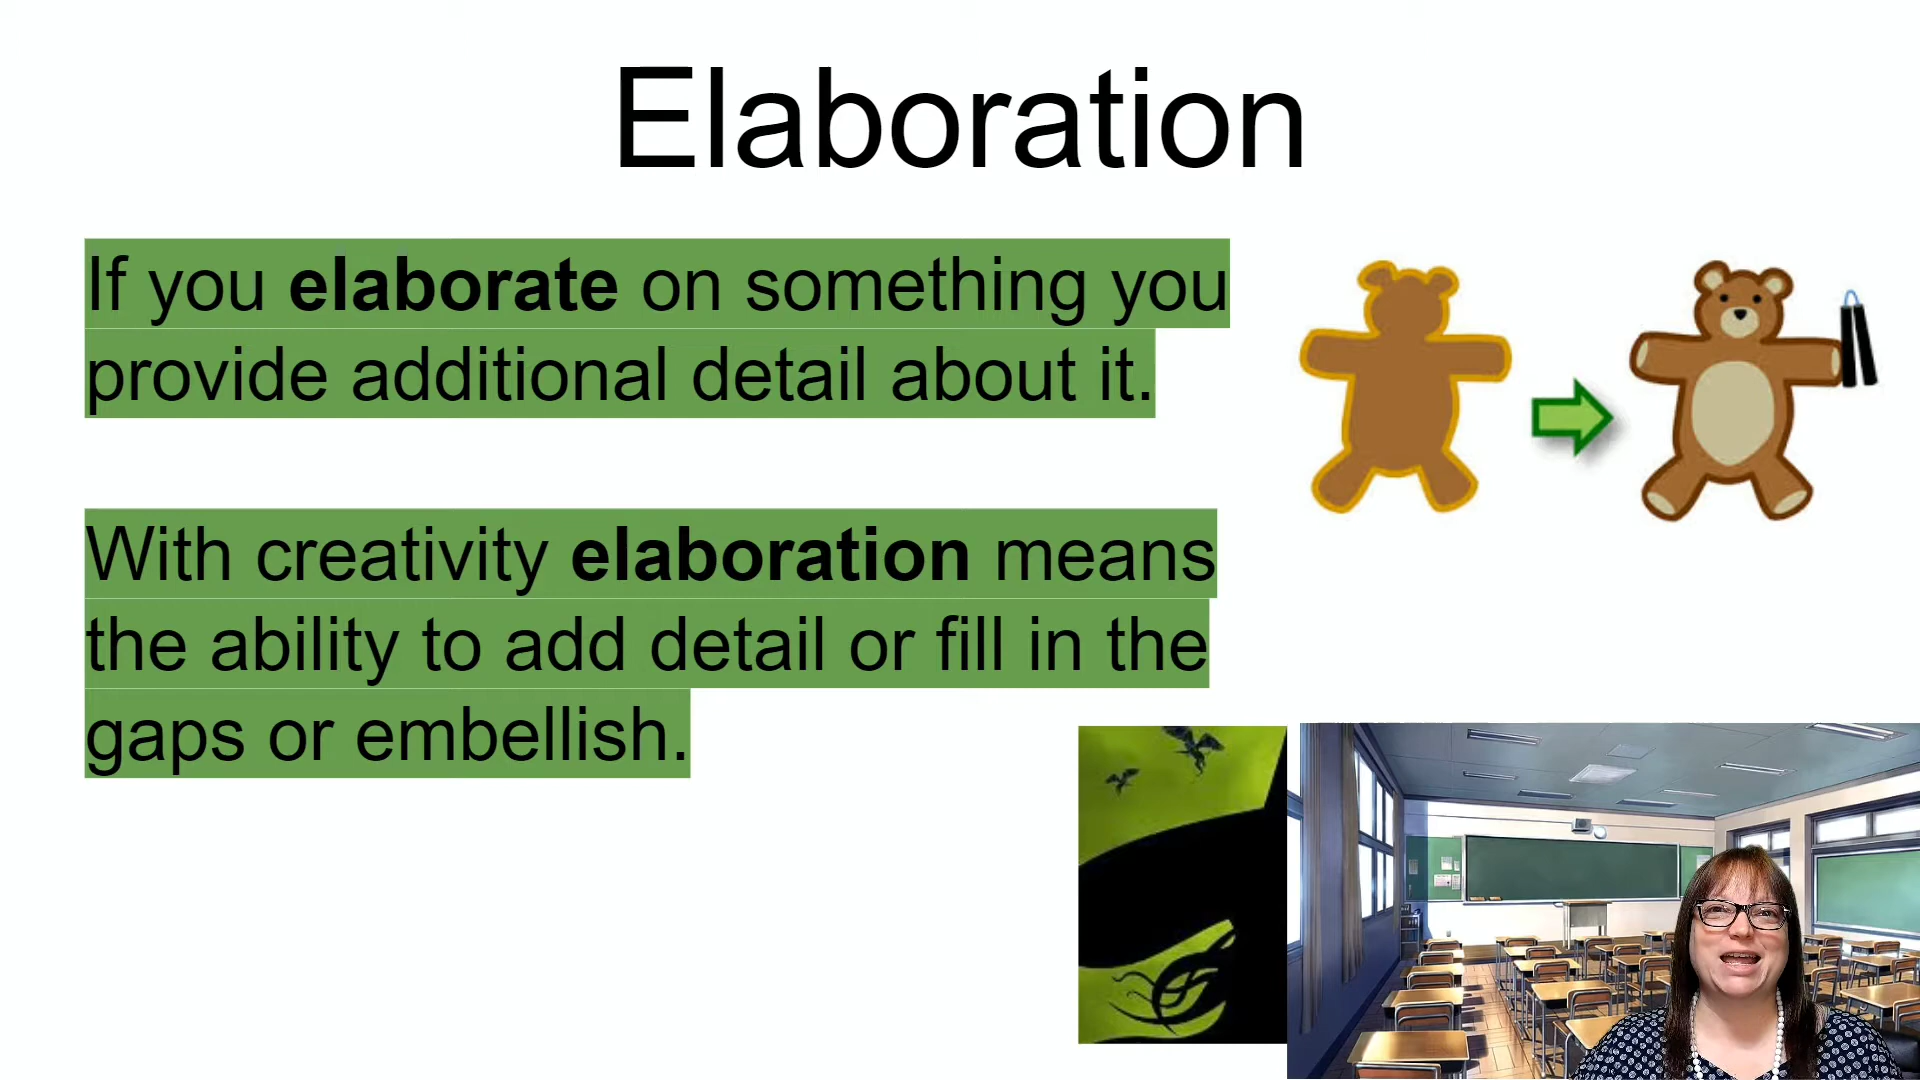 Elaboration
If you elaborate on something you
provide additional detail about it.
With creativity elaboration means
the ability to add detail or fill in the
gaps or embellish.